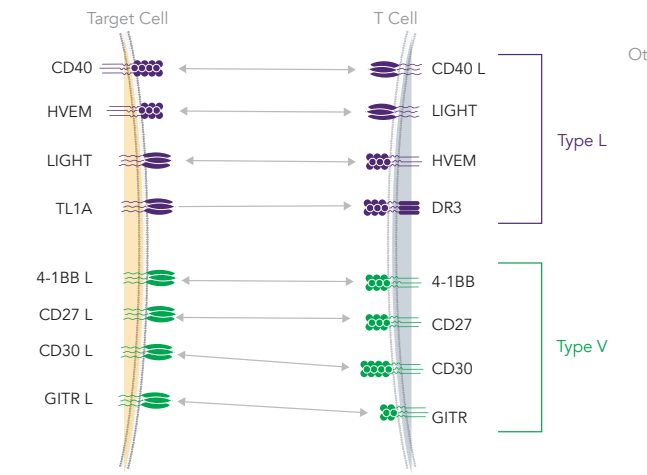 Target Cell
T Cell
Ot
CD40
CD40 L
HVEM
LIGHT
Type L
LIGHT
HVEM
TL1A
DR3
4-1BB L
4-1BB
CD27 L
CD27
Type V
CD30 L
CD30
GITR L
GITR